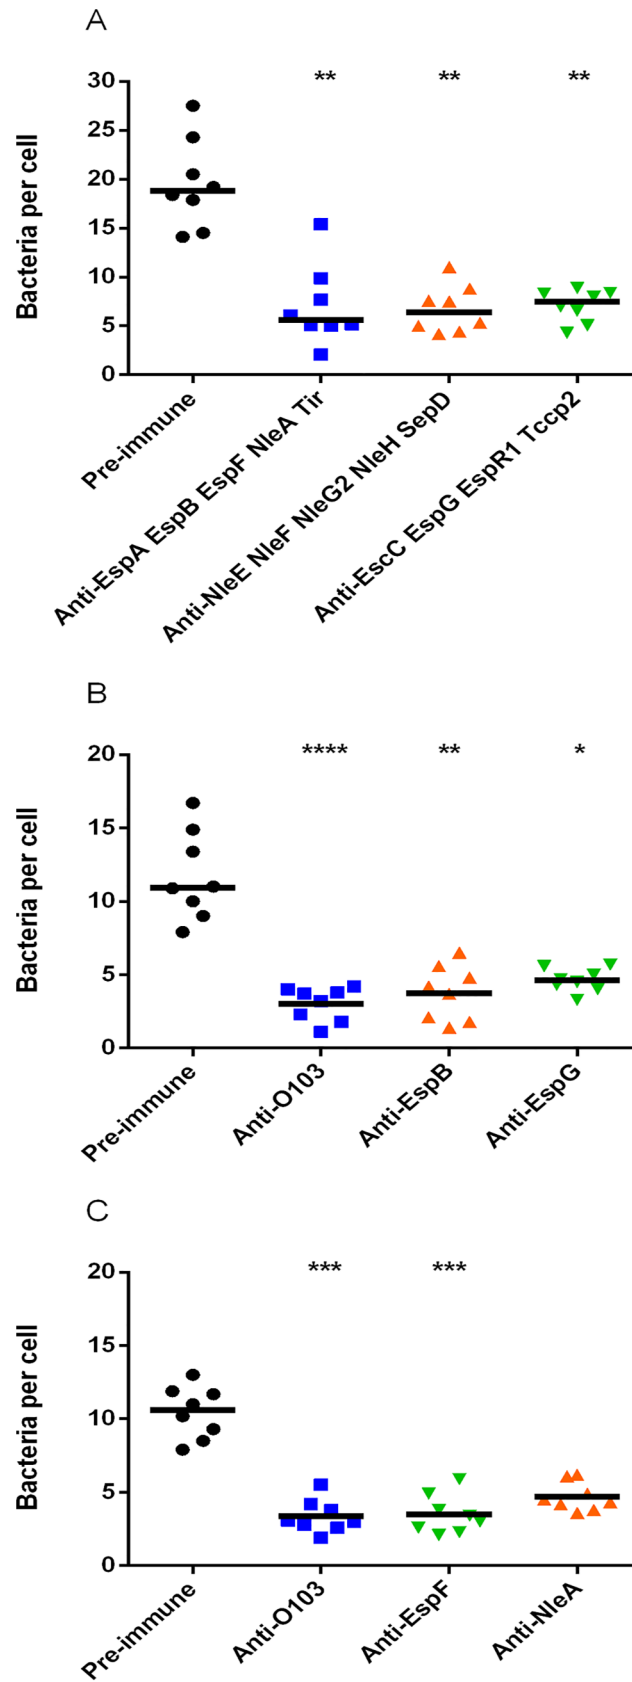 A
** ** **
30
25
20
15
10
5
0
Bacteria per cell
Pre-immune
Anti-EspA EspB EspF NleA Tir
Anti-NleE NleF NleG2 NleH SepD
Anti-EscC EspG EspR1 Tccp2
B
**** ** *
20
15
10
5
0
Bacteria per cell
Pre-immune
Anti-O103
Anti-EspB
Anti-EspG
C
*** ***
20
15
10
5
0
Bacteria per cell
Pre-immune
Anti-O103
Anti-EspF
Anti-NleA